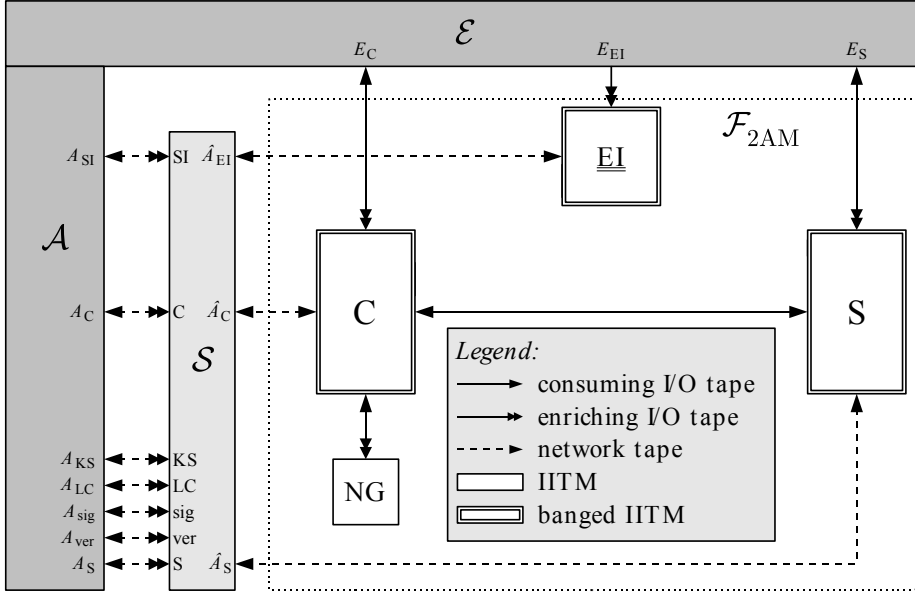 ℰ
E_C E_EI E_S
ℱ_2AM
A_SI SI Â_EI EI
𝒜
A_C C Â_C C S
𝒮
Legend:
consuming I/O tape
enriching I/O tape
network tape
IITM
banged IITM
A_KS KS
A_LC LC NG
A_sig sig
A_ver ver
A_S S Â_S